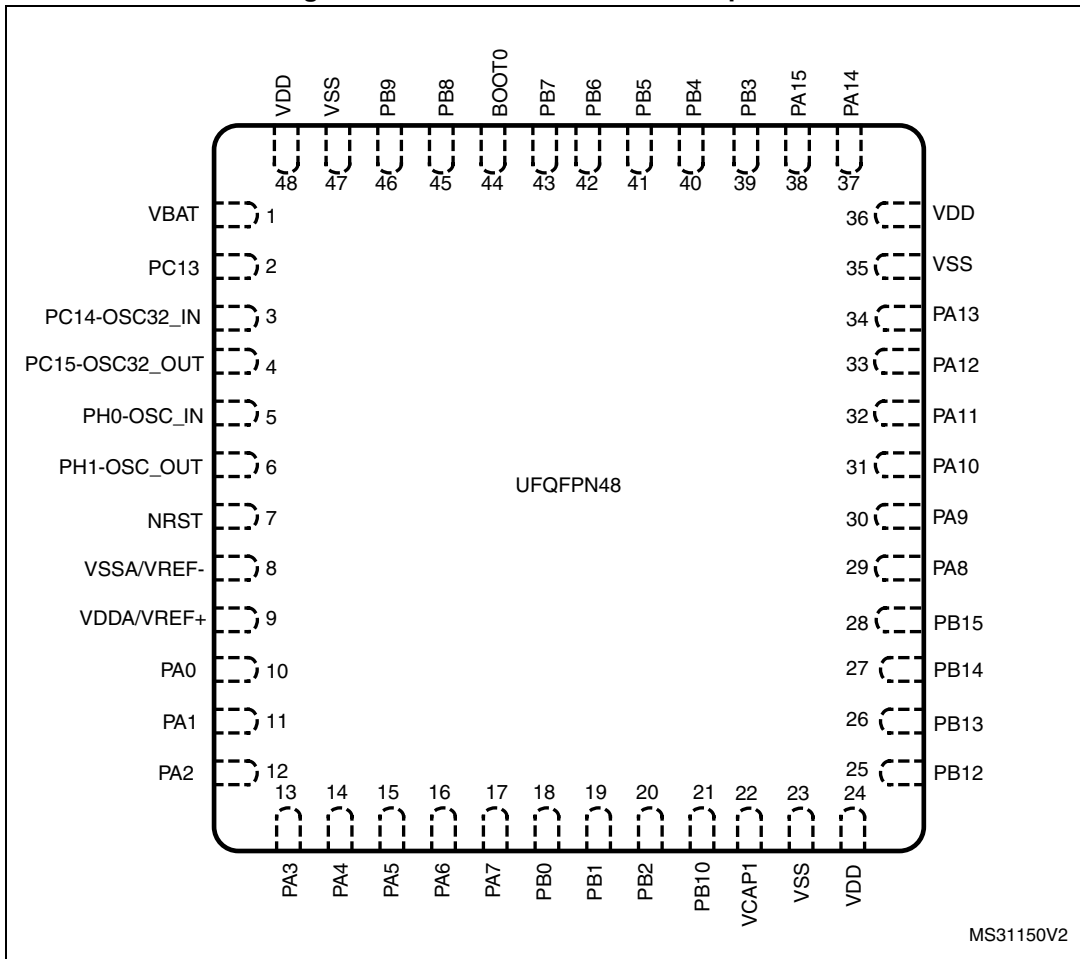 VDD
VSS
PB9
PB8
BOOT0
PB7
PB6
PB5
PB4
PB3
PA15
PA14
48 47 46 45 44 43 42 41 40 39 38 37
VBAT 1 36 VDD
PC13 2 35 VSS
PC14-OSC32_IN 3 34 PA13
PC15-OSC32_OUT 4 33 PA12
PH0-OSC_IN 5 32 PA11
PH1-OSC_OUT 6 31 PA10
UFQFPN48
NRST 7 30 PA9
VSSA/VREF- 8 29 PA8
VDDA/VREF+ 9 28 PB15
PA0 10 27 PB14
PA1 11 26 PB13
PA2 12 25 PB12
13 14 15 16 17 18 19 20 21 22 23 24
PA3
PA4
PA5
PA6
PA7
PB0
PB1
PB2
PB10
VCAP1
VSS
VDD
MS31150V2